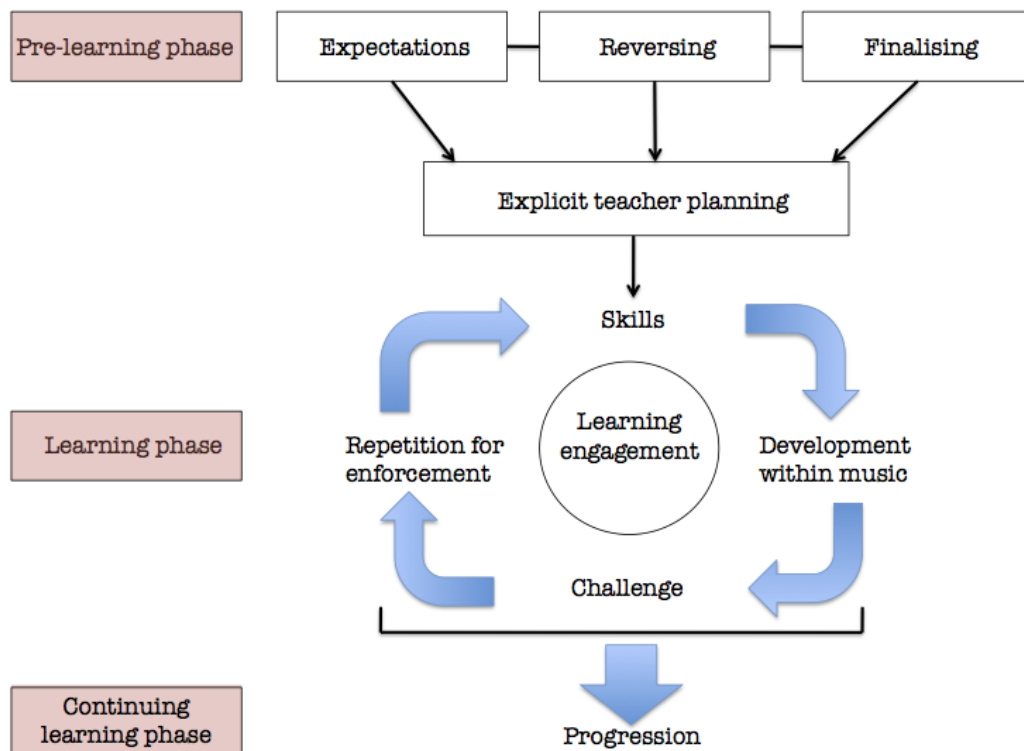 Pre-learning phase
Expectations
Reversing
Finalising
Explicit teacher planning
Skills
Learning phase
Repetition for
enforcement
Learning
engagement
Development
within music
Challenge
Continuing
learning phase
Progression